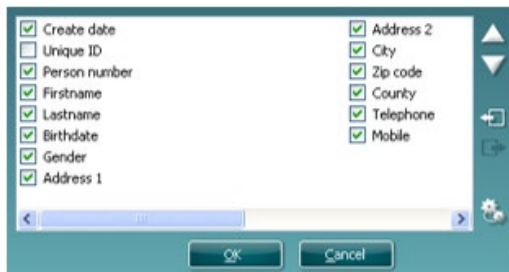 Create date
Unique ID
Person number
Firstname
Lastname
Birthdate
Gender
Address 1
Address 2
City
Zip code
County
Telephone
Mobile
OK
Cancel